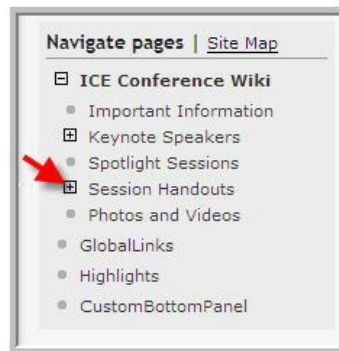 Navigate pages | Site Map
ICE Conference Wiki
Important Information
Keynote Speakers
Spotlight Sessions
Session Handouts
Photos and Videos
GlobalLinks
Highlights
CustomBottomPanel